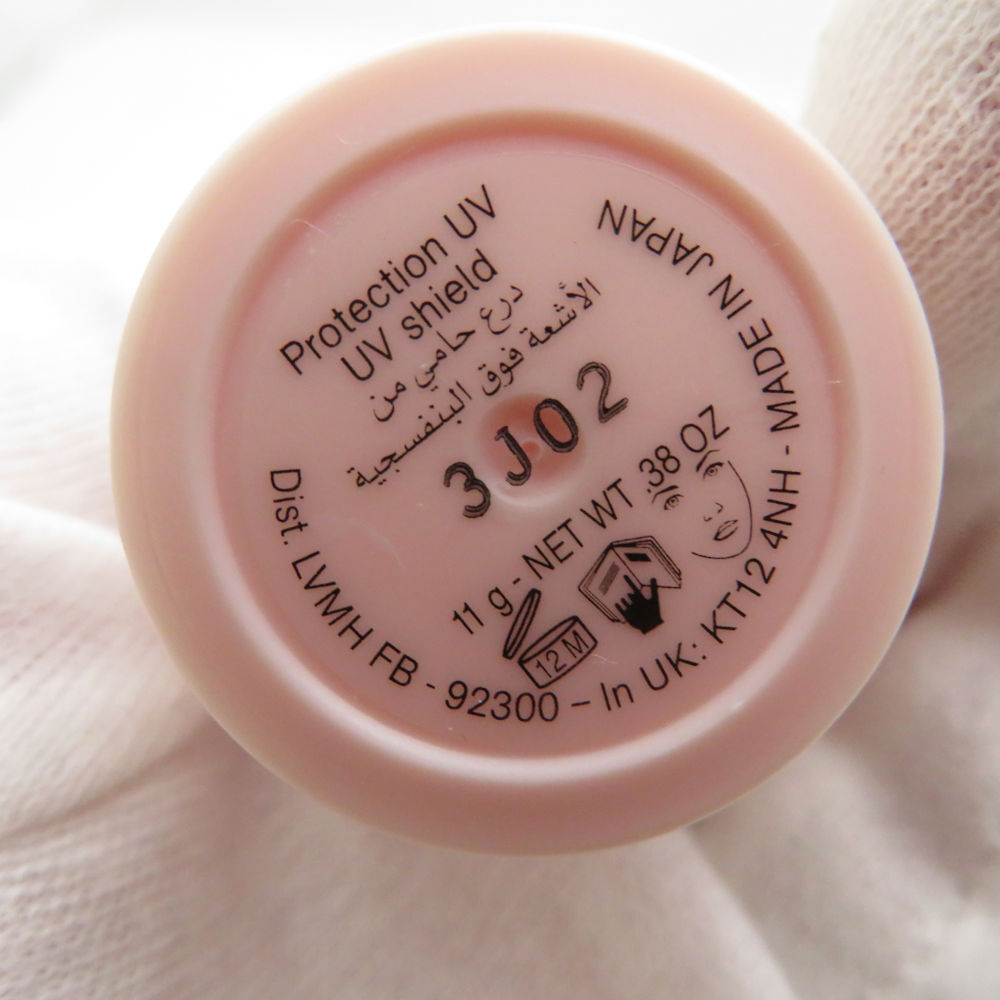 Protection UV
UV shield
درع حامي من
الأشعة فوق البنفسجية
3J02
11 g - NET WT .38 OZ
12 M
Dist. LVMH FB - 92300 – In UK: KT12 4NH - MADE IN JAPAN